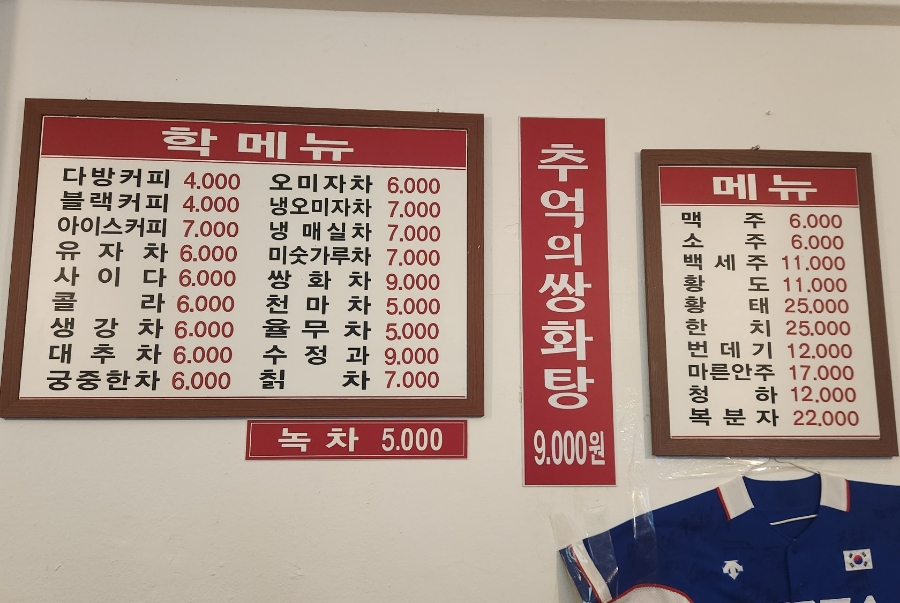 학 메뉴
다방커피 4.000
블랙커피 4.000
아이스커피 7.000
유자차 6.000
사이다 6.000
콜라 6.000
생강차 6.000
대추차 6.000
궁중한차 6.000
오미자차 6.000
냉오미자차 7.000
냉매실차 7.000
미숫가루차 7.000
쌍화차 9.000
천마차 5.000
율무차 5.000
수정과 9.000
칡차 7.000
녹차 5.000
추억의쌍화탕
9.000원
메뉴
맥주 6.000
소주 6.000
백세주 11.000
황도 11.000
황태 25.000
한치 25.000
번데기 12.000
마른안주 17.000
청하 12.000
복분자 22.000